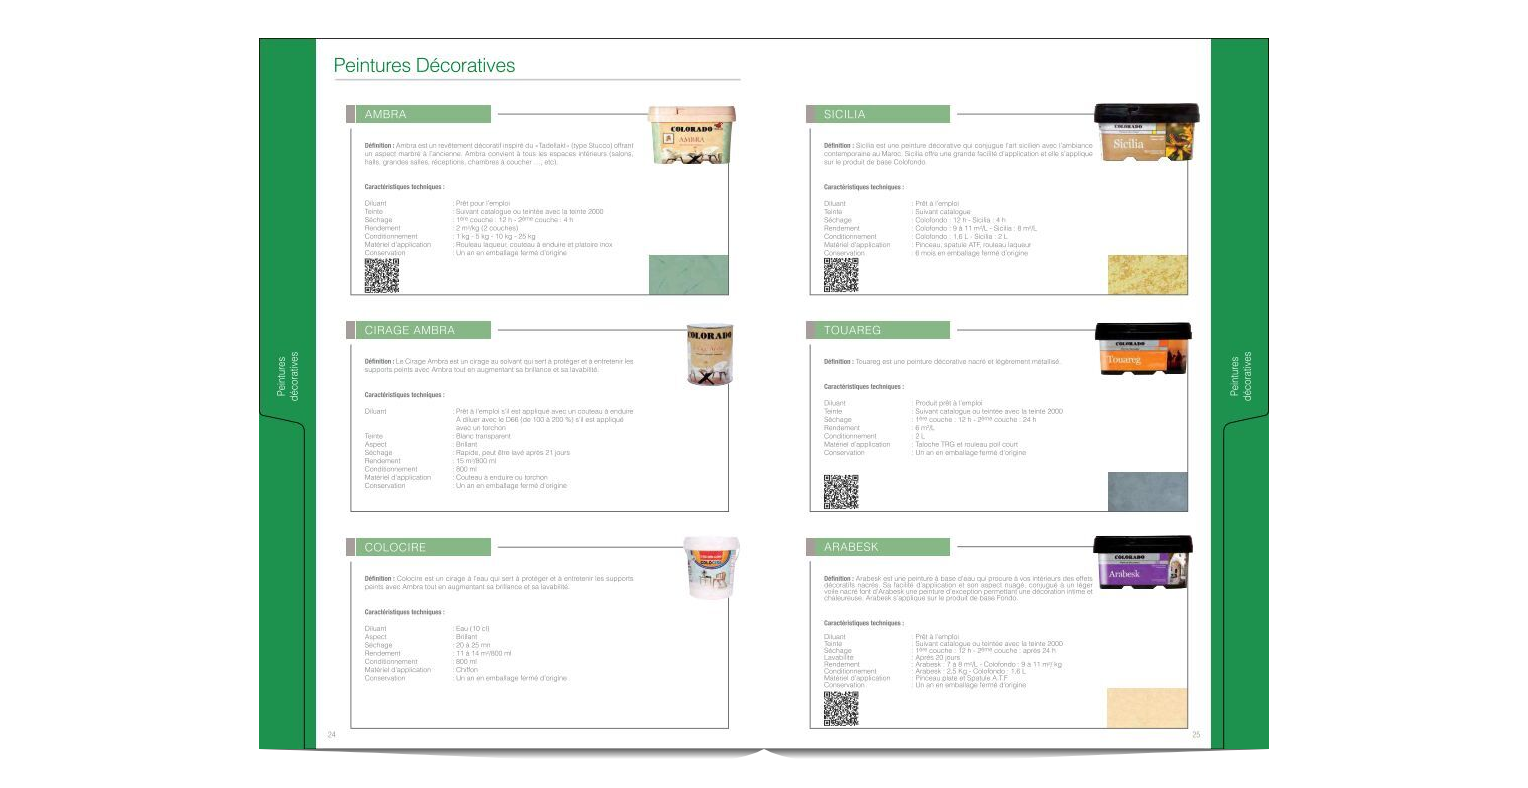 Peintures Décoratives
AMBRA
COLORADO
AMBRA
Définition : Ambra est un revêtement décoratif inspiré du «Tadellakt» (type Stucco) offrant
un aspect marbré à l'ancienne. Ambra convient à tous les espaces intérieurs (salons,
halls, grandes salles, réceptions, chambres à coucher ..., etc).
Caractéristiques techniques :
Diluant : Prêt pour l'emploi
Teinte : Suivant catalogue ou teintée avec la teinte 2000
Séchage : 1ère couche : 12 h - 2ème couche : 4 h
Rendement : 2 m²/kg (2 couches)
Conditionnement : 1 kg - 5 kg - 10 kg - 25 kg
Matériel d'application : Rouleau laqueur, couteau à enduire et platoire inox
Conservation : Un an en emballage fermé d'origine
CIRAGE AMBRA
COLORADO
Définition : Le Cirage Ambra est un cirage au solvant qui sert à protéger et à entretenir les
supports peints avec Ambra tout en augmentant sa brillance et sa lavabilité.
Caractéristiques techniques :
Diluant : Prêt à l'emploi s'il est appliqué avec un couteau à enduire
À diluer avec le D66 (de 100 à 200 %) s'il est appliqué
avec un torchon
Teinte : Blanc transparent
Aspect : Brillant
Séchage : Rapide, peut être lavé après 21 jours
Rendement : 15 m²/800 ml
Conditionnement : 800 ml
Matériel d'application : Couteau à enduire ou torchon
Conservation : Un an en emballage fermé d'origine
COLOCIRE
COLOCIRE
Définition : Colocire est un cirage à l'eau qui sert à protéger et à entretenir les supports
peints avec Ambra tout en augmentant sa brillance et sa lavabilité.
Caractéristiques techniques :
Diluant : Eau (10 cl)
Aspect : Brillant
Séchage : 20 à 25 mn
Rendement : 11 à 14 m²/800 ml
Conditionnement : 800 ml
Matériel d'application : Chiffon
Conservation : Un an en emballage fermé d'origine
24
Peintures
décoratives
SICILIA
COLORADO
Sicilia
Définition : Sicilia est une peinture décorative qui conjugue l'art sicilien avec l'ambiance
contemporaine au Maroc. Sicilia offre une grande facilité d'application et elle s'applique
sur le produit de base Colofondo.
Caractéristiques techniques :
Diluant : Prêt à l'emploi
Teinte : Suivant catalogue
Séchage : Colofondo : 12 h - Sicilia : 4 h
Rendement : Colofondo : 9 à 11 m²/L - Sicilia : 8 m²/L
Conditionnement : Colofondo : 1,6 L - Sicilia : 2 L
Matériel d'application : Pinceau, spatule ATF, rouleau laqueur
Conservation : 6 mois en emballage fermé d'origine
TOUAREG
COLORADO
Touareg
Définition : Touareg est une peinture décorative nacré et légèrement métallisé.
Caractéristiques techniques :
Diluant : Produit prêt à l'emploi
Teinte : Suivant catalogue ou teintée avec la teinte 2000
Séchage : 1ère couche : 12 h - 2ème couche : 24 h
Rendement : 6 m²/L
Conditionnement : 2 L
Matériel d'application : Taloche TRG et rouleau poil court
Conservation : Un an en emballage fermé d'origine
ARABESK
COLORADO
Arabesk
Définition : Arabesk est une peinture à base d'eau qui procure à vos intérieurs des effets
décoratifs nacrés. Sa facilité d'application et son aspect nuagé, conjugué à un léger
voile nacré font d'Arabesk une peinture d'exception permettant une décoration intime et
chaleureuse. Arabesk s'applique sur le produit de base Fondo.
Caractéristiques techniques :
Diluant : Prêt à l'emploi
Teinte : Suivant catalogue ou teintée avec la teinte 2000
Séchage : 1ère couche : 12 h - 2ème couche : après 24 h
Lavabilité : Après 20 jours
Rendement : Arabesk : 7 à 8 m²/L - Colofondo : 9 à 11 m²/kg
Conditionnement : Arabesk : 2,5 Kg - Colofondo : 1,6 L
Matériel d'application : Pinceau plate et Spatule A.T.F
Conservation : Un an en emballage fermé d'origine
25
Peintures
décoratives